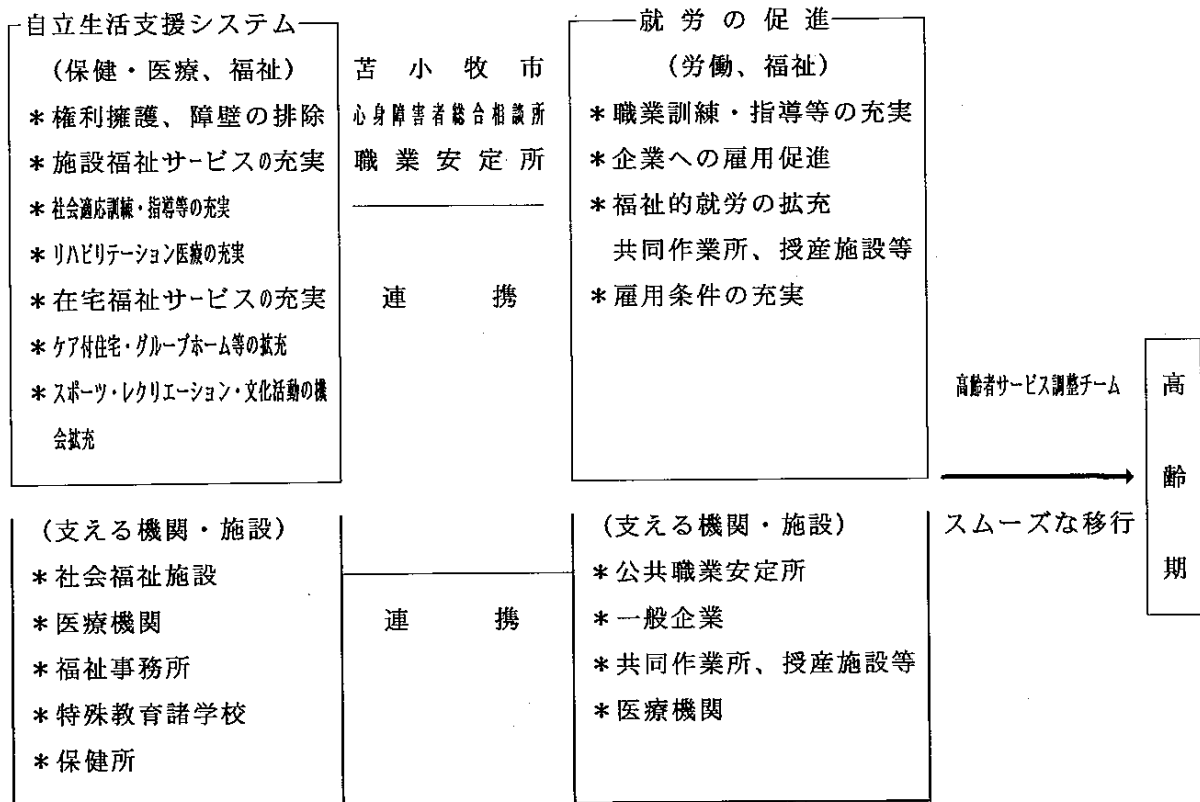 自立生活支援システム
(保健・医療、福祉)
*権利擁護、障壁の排除
*施設福祉サービスの充実
*社会適応訓練・指導等の充実
*リハビリテーション医療の充実
*在宅福祉サービスの充実
*ケア付住宅・グループホーム等の拡充
*スポーツ・レクリエーション・文化活動の機
会拡充
苫小牧市
心身障害者総合相談所
職業安定所
連携
就労の促進
(労働、福祉)
*職業訓練・指導等の充実
*企業への雇用促進
*福祉的就労の拡充
共同作業所、授産施設等
*雇用条件の充実
(支える機関・施設)
*社会福祉施設
*医療機関
*福祉事務所
*特殊教育諸学校
*保健所
連携
(支える機関・施設)
*公共職業安定所
*一般企業
*共同作業所、授産施設等
*医療機関
高齢者サービス調整チーム
スムーズな移行
高齢期